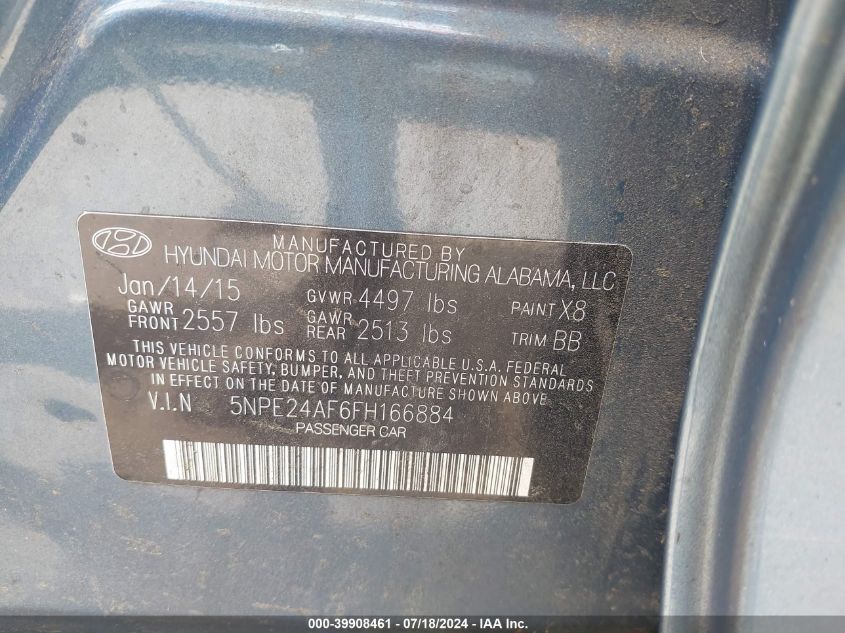 MANUFACTURED BY
HYUNDAI MOTOR MANUFACTURING ALABAMA, LLC
Jan/14/15 GVWR 4497 lbs PAINT X8
GAWR FRONT 2557 lbs GAWR REAR 2513 lbs TRIM BB
THIS VEHICLE CONFORMS TO ALL APPLICABLE U.S.A. FEDERAL
MOTOR VEHICLE SAFETY, BUMPER, AND THEFT PREVENTION STANDARDS
IN EFFECT ON THE DATE OF MANUFACTURE SHOWN ABOVE.
V.I.N 5NPE24AF6FH166884
PASSENGER CAR
000-39908461 - 07/18/2024 - IAA Inc.